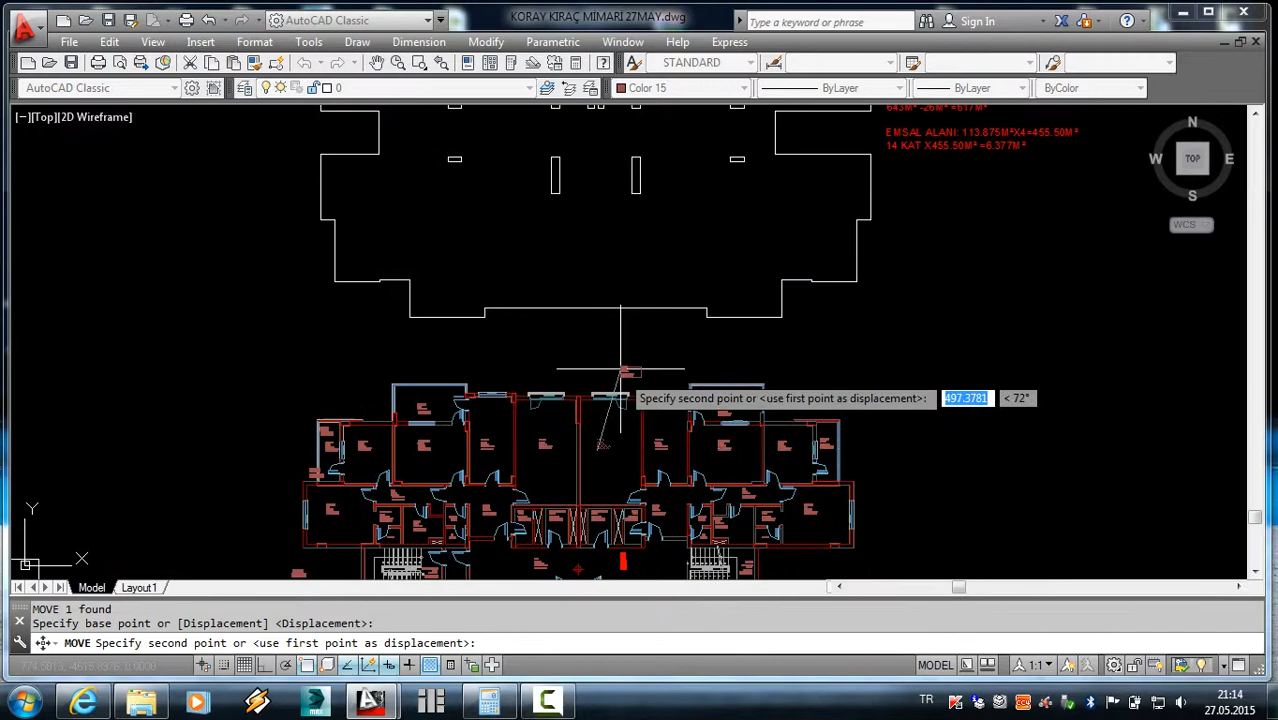 AutoCAD Classic
KORAY KIRAÇ MIMARI 27MAY.dwg
Type a keyword or phrase
Sign In
File Edit View Insert Format Tools Draw Dimension Modify Parametric Window Help Express
STANDARD
AutoCAD Classic
0
Color 15
ByLayer
ByLayer
ByColor
[−][Top][2D Wireframe]
643M² -26M² =617M²
EMSAL ALANI: 113.875M²X4=455.50M²
14 KAT X455.50M² =6.377M²
N
W TOP E
S
WCS
Specify second point or <use first point as displacement>: 497.3781 < 72°
Y
X
Model Layout1
MOVE 1 found
Specify base point or [Displacement] <Displacement>:
MOVE Specify second point or <use first point as displacement>:
MODEL
1:1
TR
21:14
27.05.2015